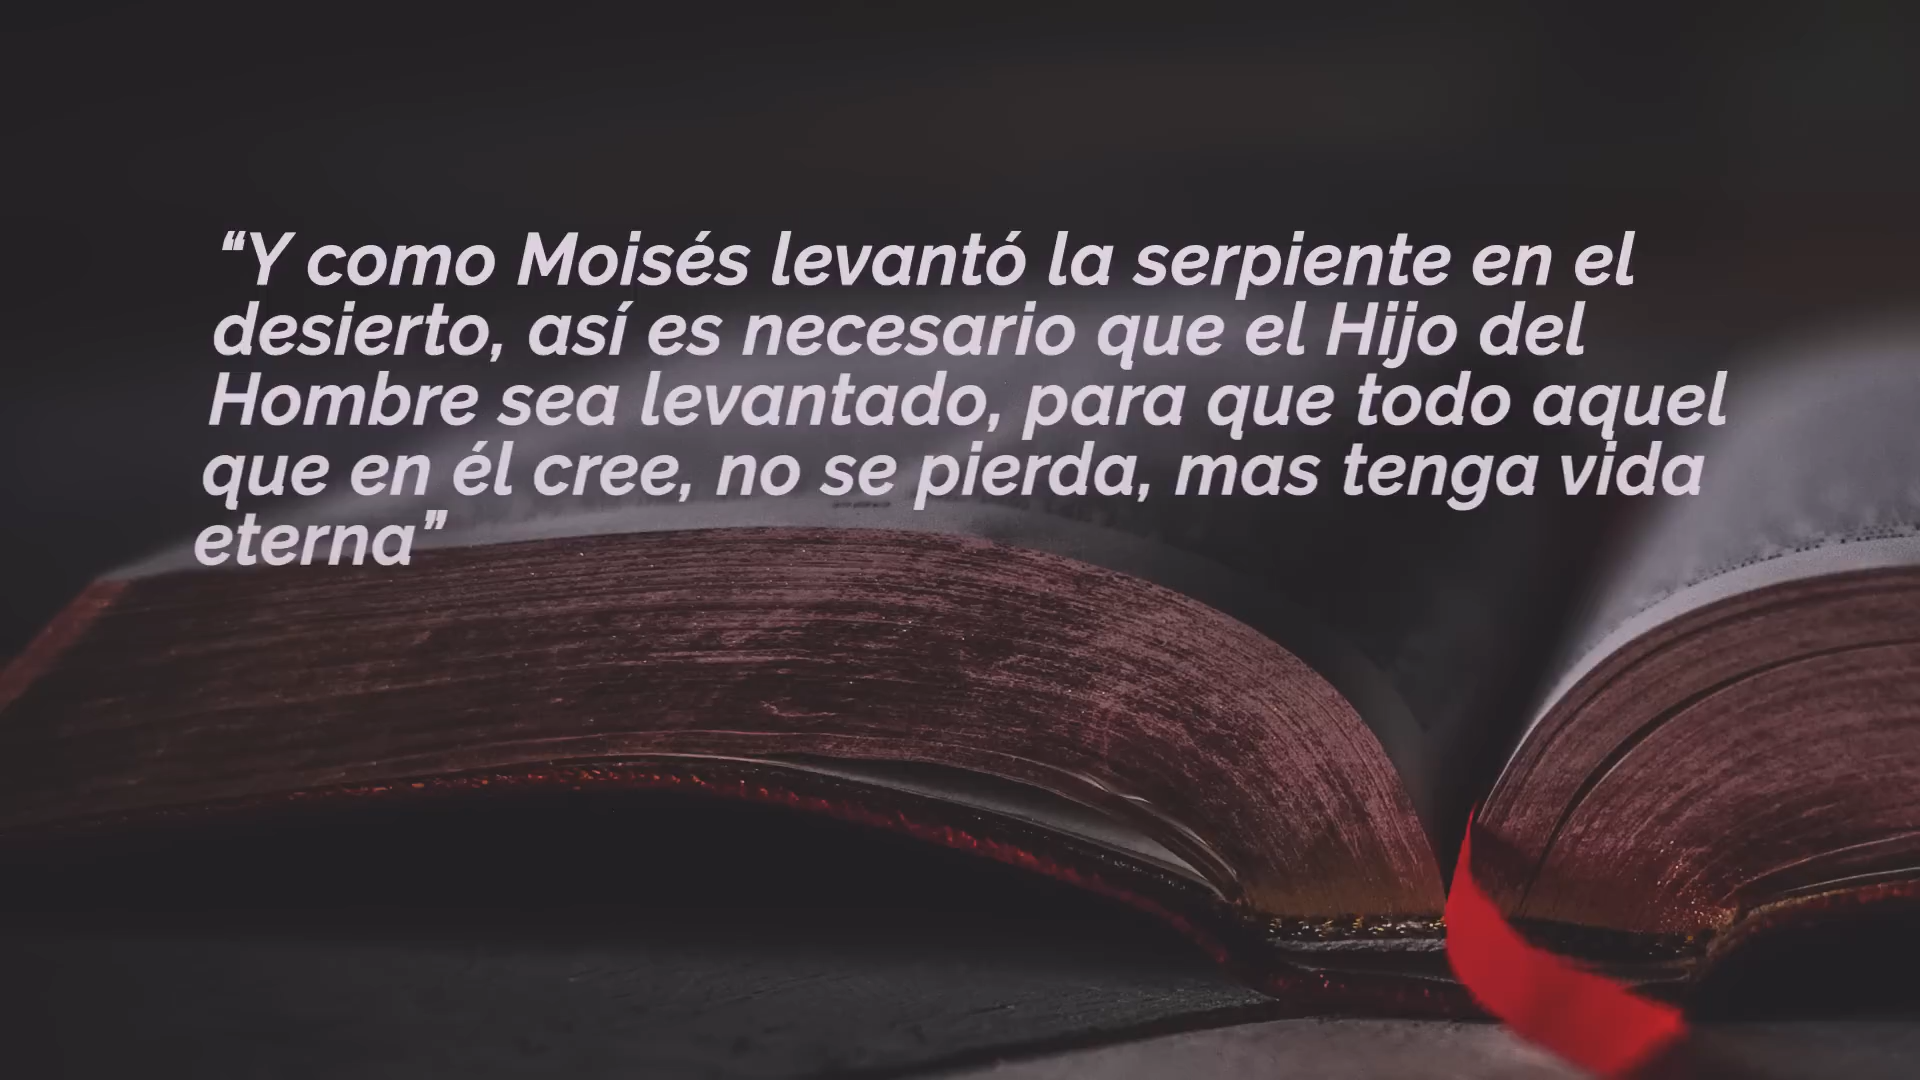 “Y como Moisés levantó la serpiente en el
desierto, así es necesario que el Hijo del
Hombre sea levantado, para que todo aquel
que en él cree, no se pierda, mas tenga vida
eterna”